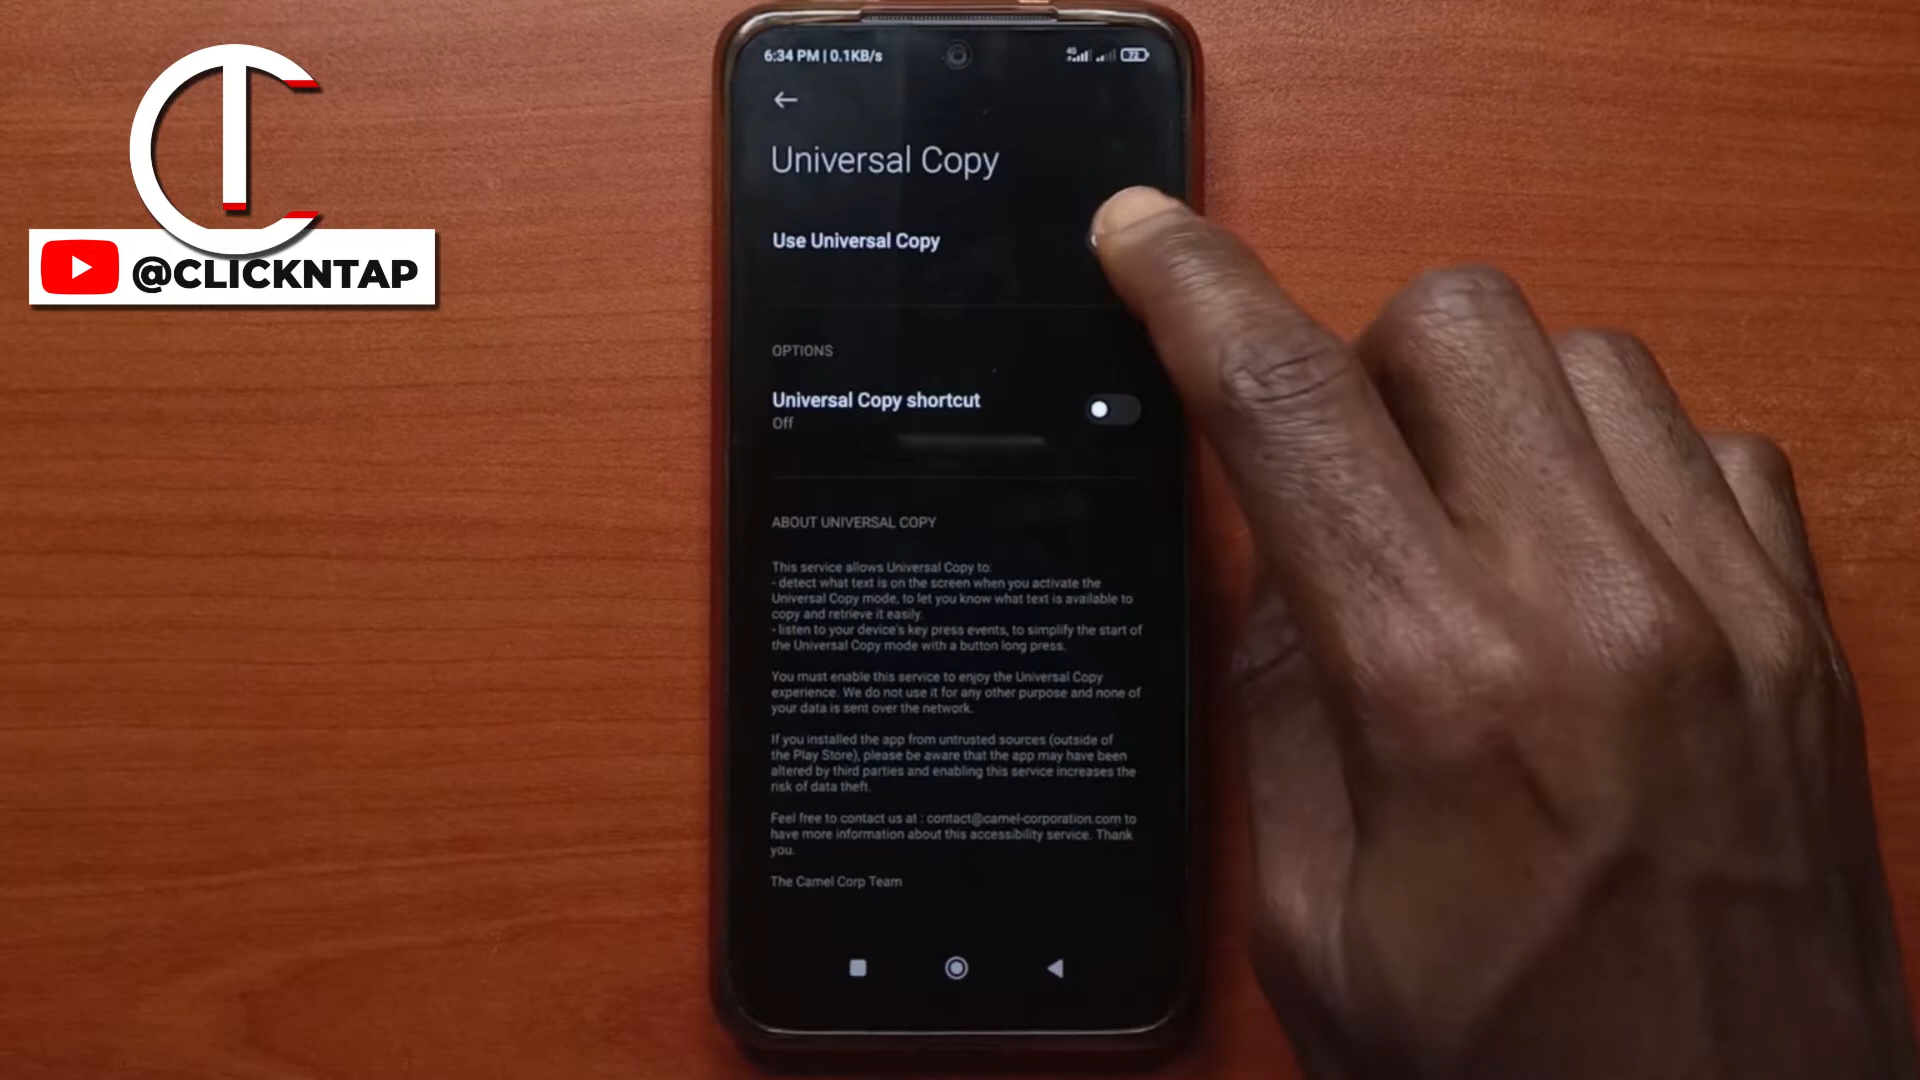 @CLICKNTAP
6:34 PM | 0.1KB/s
4G
72
Universal Copy
Use Universal Copy
OPTIONS
Universal Copy shortcut
Off
ABOUT UNIVERSAL COPY
This service allows Universal Copy to:
- detect what text is on the screen when you activate the
Universal Copy mode, to let you know what text is available to
copy and retrieve it easily.
- listen to your device's key press events, to simplify the start of
the Universal Copy mode with a button long press.
You must enable this service to enjoy the Universal Copy
experience. We do not use it for any other purpose and none of
your data is sent over the network.
If you installed the app from untrusted sources (outside of
the Play Store), please be aware that the app may have been
altered by third parties and enabling this service increases the
risk of data theft.
Feel free to contact us at : contact@camel-corporation.com to
have more information about this accessibility service. Thank
you.
The Camel Corp Team